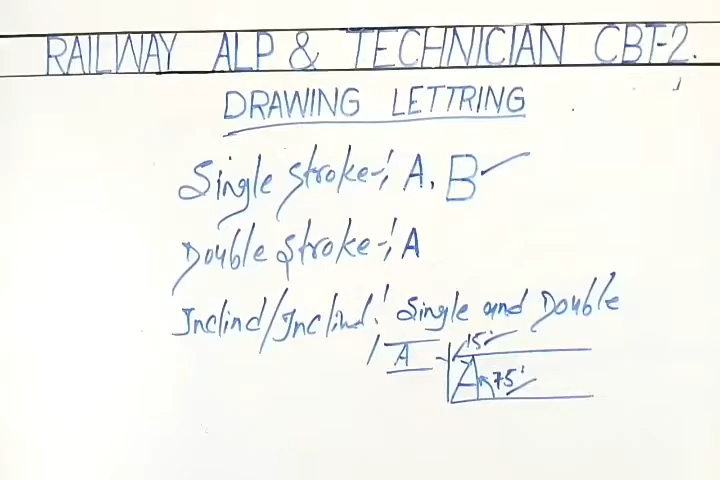 RAILWAY ALP & TECHNICIAN CBT-2.
DRAWING LETTRING
Single Stroke-: A, B
Double Stroke-: A
Inclind/Inclind: Single and Double
A 15°
A 75°